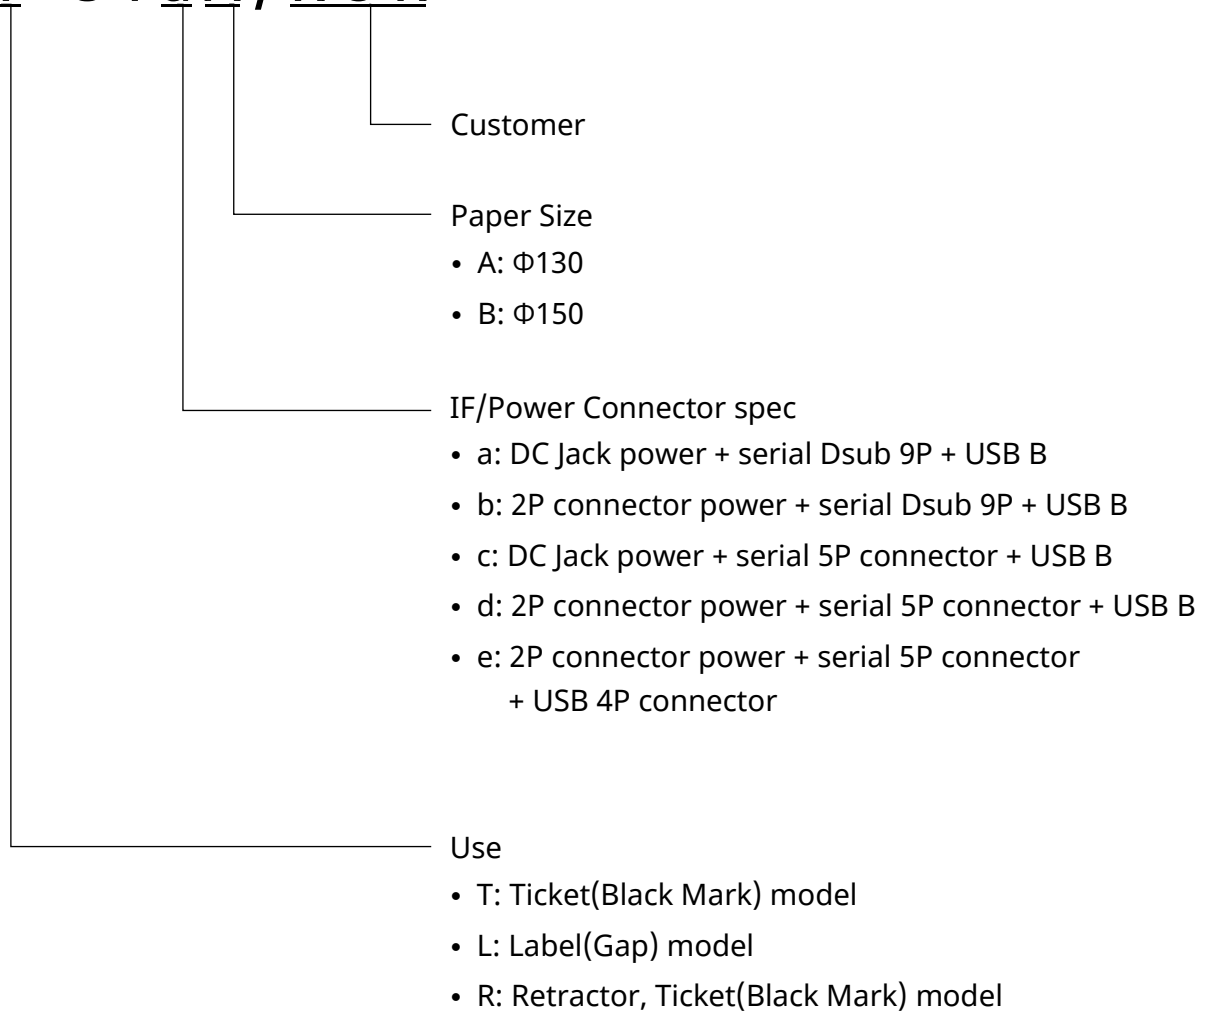 Customer
Paper Size
• A: Φ130
• B: Φ150
IF/Power Connector spec
• a: DC Jack power + serial Dsub 9P + USB B
• b: 2P connector power + serial Dsub 9P + USB B
• c: DC Jack power + serial 5P connector + USB B
• d: 2P connector power + serial 5P connector + USB B
• e: 2P connector power + serial 5P connector
+ USB 4P connector
Use
• T: Ticket(Black Mark) model
• L: Label(Gap) model
• R: Retractor, Ticket(Black Mark) model